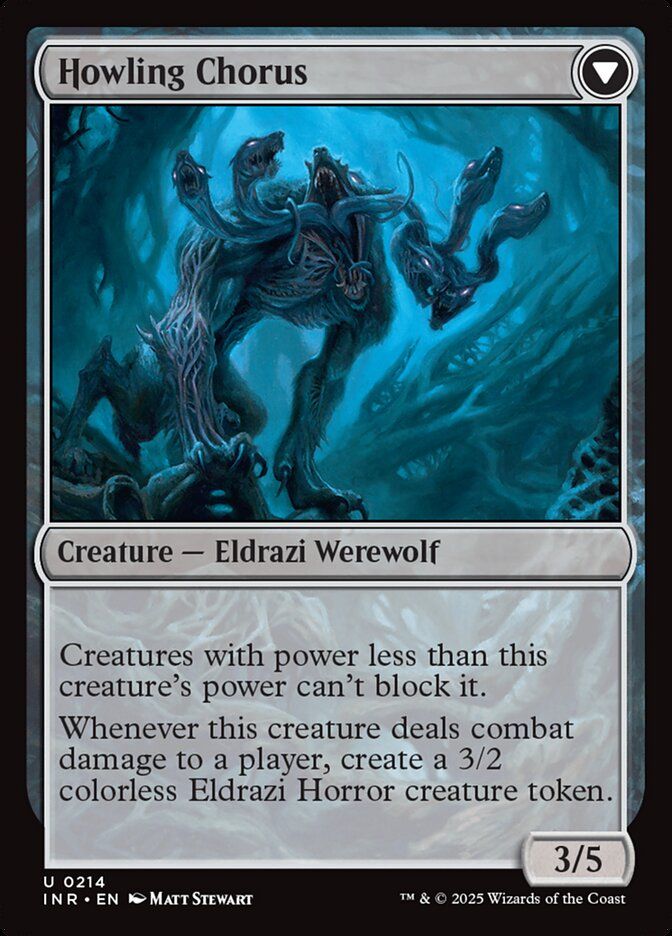 Howling Chorus
Creature — Eldrazi Werewolf
Creatures with power less than this
creature's power can't block it.
Whenever this creature deals combat
damage to a player, create a 3/2
colorless Eldrazi Horror creature token.
3/5
U 0214
INR • EN Matt Stewart
™ & © 2025 Wizards of the Coast